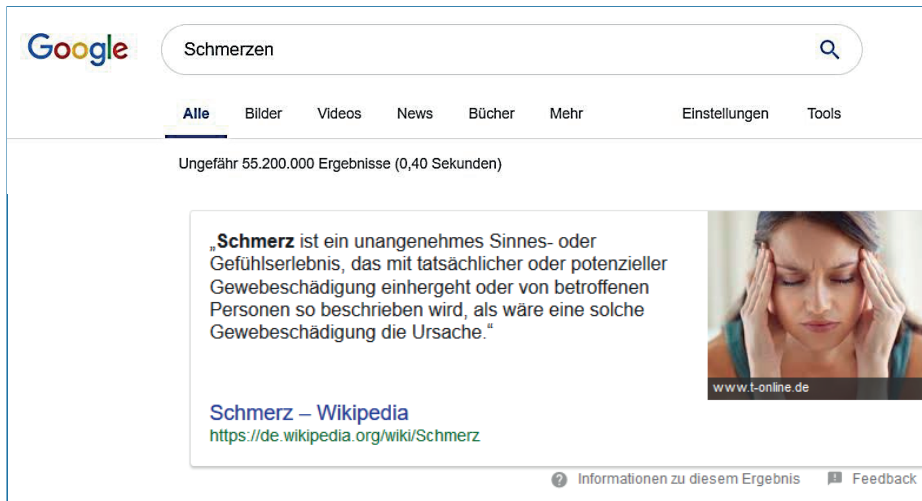 Google
Schmerzen
Alle Bilder Videos News Bücher Mehr Einstellungen Tools
Ungefähr 55.200.000 Ergebnisse (0,40 Sekunden)
„Schmerz ist ein unangenehmes Sinnes- oder
Gefühlserlebnis, das mit tatsächlicher oder potenzieller
Gewebeschädigung einhergeht oder von betroffenen
Personen so beschrieben wird, als wäre eine solche
Gewebeschädigung die Ursache.“
www.t-online.de
Schmerz – Wikipedia
https://de.wikipedia.org/wiki/Schmerz
Informationen zu diesem Ergebnis Feedback